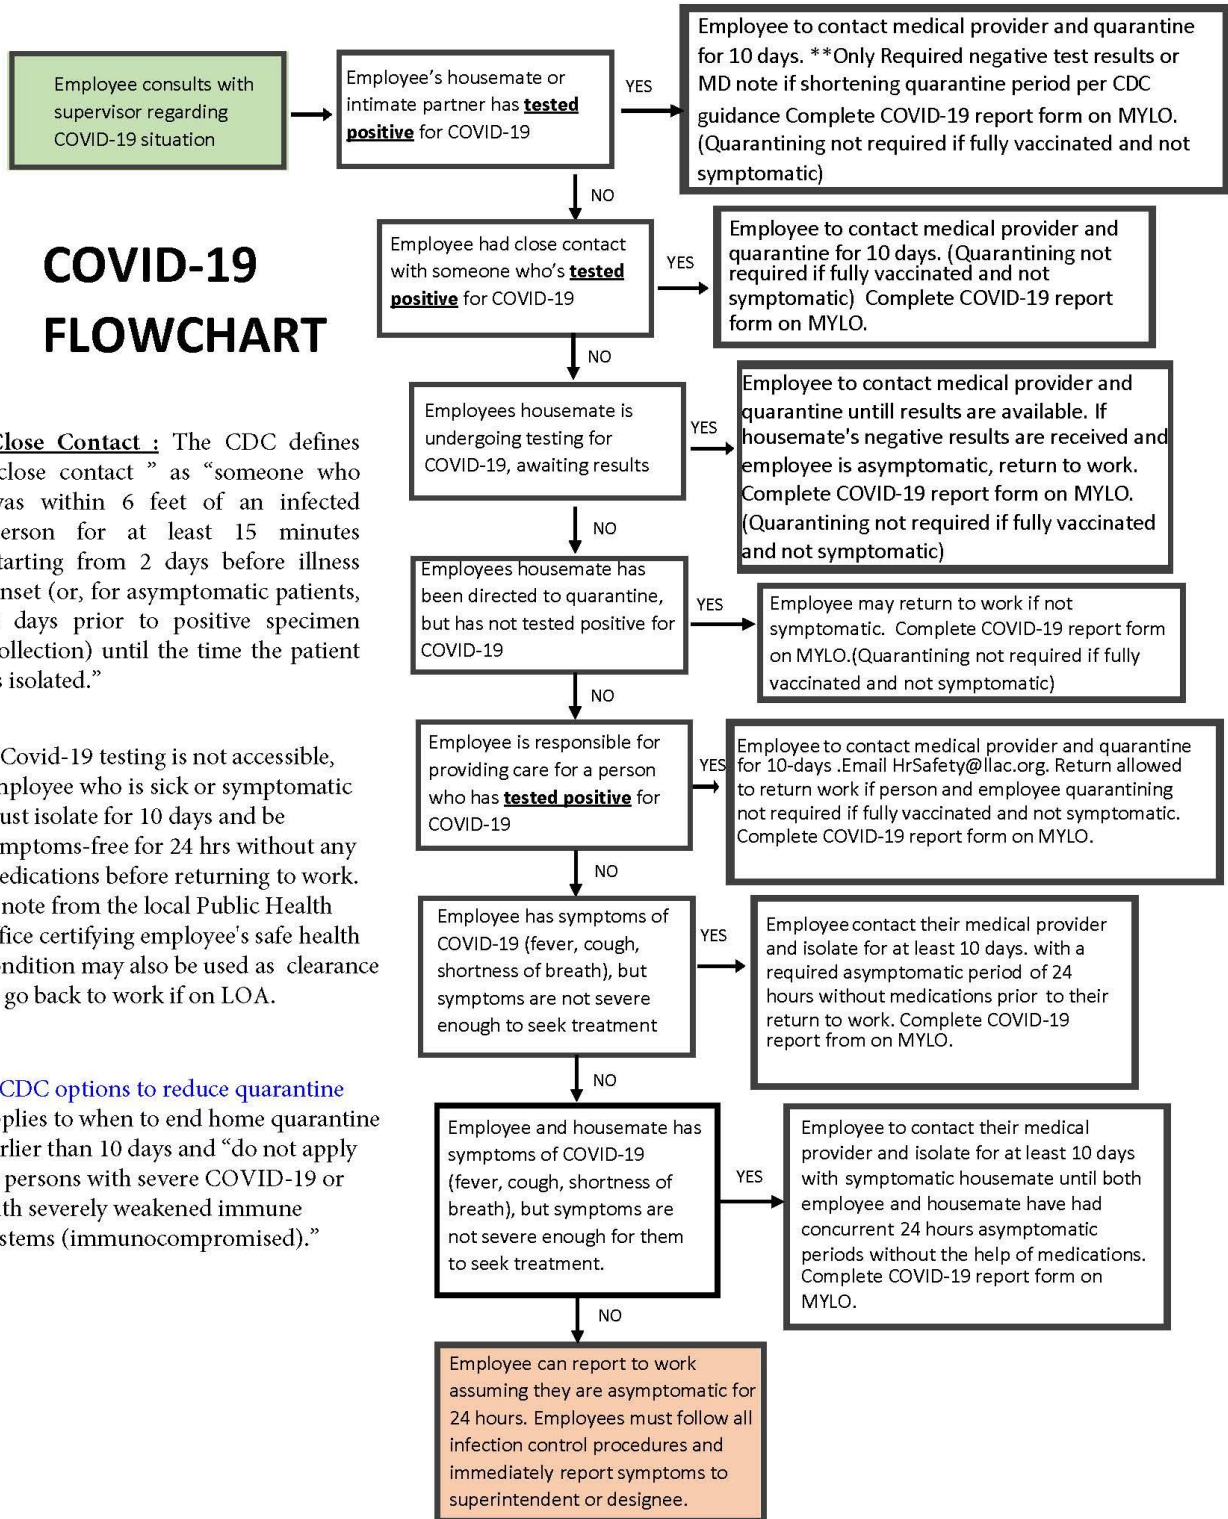 Employee consults with
supervisor regarding
COVID-19 situation
Employee's housemate or
intimate partner has tested
positive for COVID-19
YES
Employee to contact medical provider and quarantine
for 10 days. **Only Required negative test results or
MD note if shortening quarantine period per CDC
guidance Complete COVID-19 report form on MYLO.
(Quarantining not required if fully vaccinated and not
symptomatic)
NO
COVID-19
FLOWCHART
Employee had close contact
with someone who's tested
positive for COVID-19
YES
Employee to contact medical provider and
quarantine for 10 days. (Quarantining not
required if fully vaccinated and not
symptomatic) Complete COVID-19 report
form on MYLO.
NO
Employees housemate is
undergoing testing for
COVID-19, awaiting results
YES
Employee to contact medical provider and
quarantine untill results are available. If
housemate's negative results are received and
employee is asymptomatic, return to work.
Complete COVID-19 report form on MYLO.
(Quarantining not required if fully vaccinated
and not symptomatic)
NO
Employees housemate has
been directed to quarantine,
but has not tested positive for
COVID-19
YES
Employee may return to work if not
symptomatic. Complete COVID-19 report form
on MYLO.(Quarantining not required if fully
vaccinated and not symptomatic)
NO
Employee is responsible for
providing care for a person
who has tested positive for
COVID-19
YES
Employee to contact medical provider and quarantine
for 10-days .Email HrSafety@llac.org. Return allowed
to return work if person and employee quarantining
not required if fully vaccinated and not symptomatic.
Complete COVID-19 report form on MYLO.
NO
Employee has symptoms of
COVID-19 (fever, cough,
shortness of breath), but
symptoms are not severe
enough to seek treatment
YES
Employee contact their medical provider
and isolate for at least 10 days. with a
required asymptomatic period of 24
hours without medications prior to their
return to work. Complete COVID-19
report from on MYLO.
NO
Employee and housemate has
symptoms of COVID-19
(fever, cough, shortness of
breath), but symptoms are
not severe enough for them
to seek treatment.
YES
Employee to contact their medical
provider and isolate for at least 10 days
with symptomatic housemate until both
employee and housemate have had
concurrent 24 hours asymptomatic
periods without the help of medications.
Complete COVID-19 report form on
MYLO.
NO
Employee can report to work
assuming they are asymptomatic for
24 hours. Employees must follow all
infection control procedures and
immediately report symptoms to
superintendent or designee.
Close Contact : The CDC defines
close contact " as "someone who
was within 6 feet of an infected
person for at least 15 minutes
starting from 2 days before illness
onset (or, for asymptomatic patients,
days prior to positive specimen
collection) until the time the patient
is isolated."
Covid-19 testing is not accessible,
employee who is sick or symptomatic
must isolate for 10 days and be
symptoms-free for 24 hrs without any
medications before returning to work.
note from the local Public Health
office certifying employee's safe health
condition may also be used as clearance
go back to work if on LOA.
CDC options to reduce quarantine
applies to when to end home quarantine
earlier than 10 days and "do not apply
persons with severe COVID-19 or
with severely weakened immune
systems (immunocompromised)."